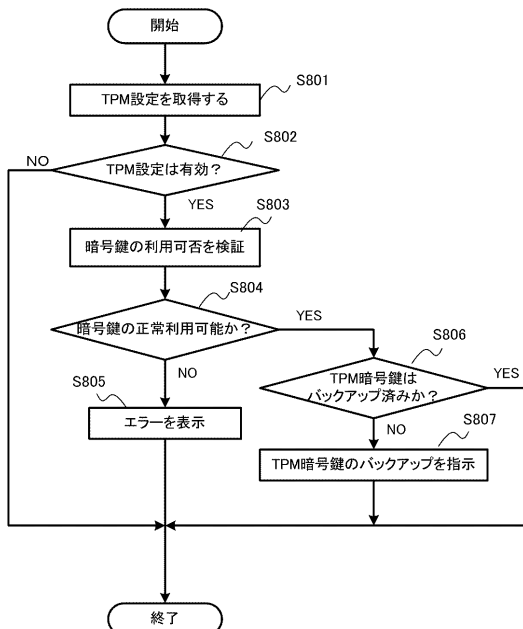 開始
S801
TPM設定を取得する
S802
NO
TPM設定は有効？
YES
S803
暗号鍵の利用可否を検証
S804
暗号鍵の正常利用可能か？
YES
NO
S805
エラーを表示
S806
TPM暗号鍵は
バックアップ済みか？
YES
NO
S807
TPM暗号鍵のバックアップを指示
終了